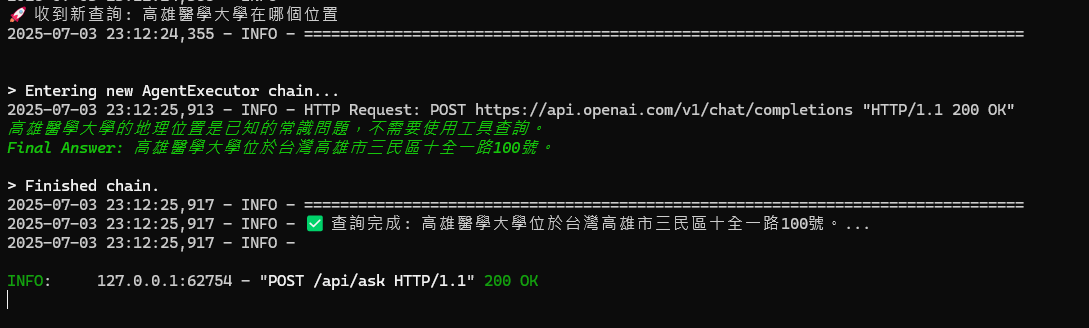 🚀 收到新查詢: 高雄醫學大學在哪個位置
2025-07-03 23:12:24,355 - INFO - ================================================================================
> Entering new AgentExecutor chain...
2025-07-03 23:12:25,913 - INFO - HTTP Request: POST https://api.openai.com/v1/chat/completions "HTTP/1.1 200 OK"
高雄醫學大學的地理位置是已知的常識問題，不需要使用工具查詢。
Final Answer: 高雄醫學大學位於台灣高雄市三民區十全一路100號。
> Finished chain.
2025-07-03 23:12:25,917 - INFO - ================================================================================
2025-07-03 23:12:25,917 - INFO - ✅ 查詢完成: 高雄醫學大學位於台灣高雄市三民區十全一路100號。...
2025-07-03 23:12:25,917 - INFO -
INFO:     127.0.0.1:62754 - "POST /api/ask HTTP/1.1" 200 OK